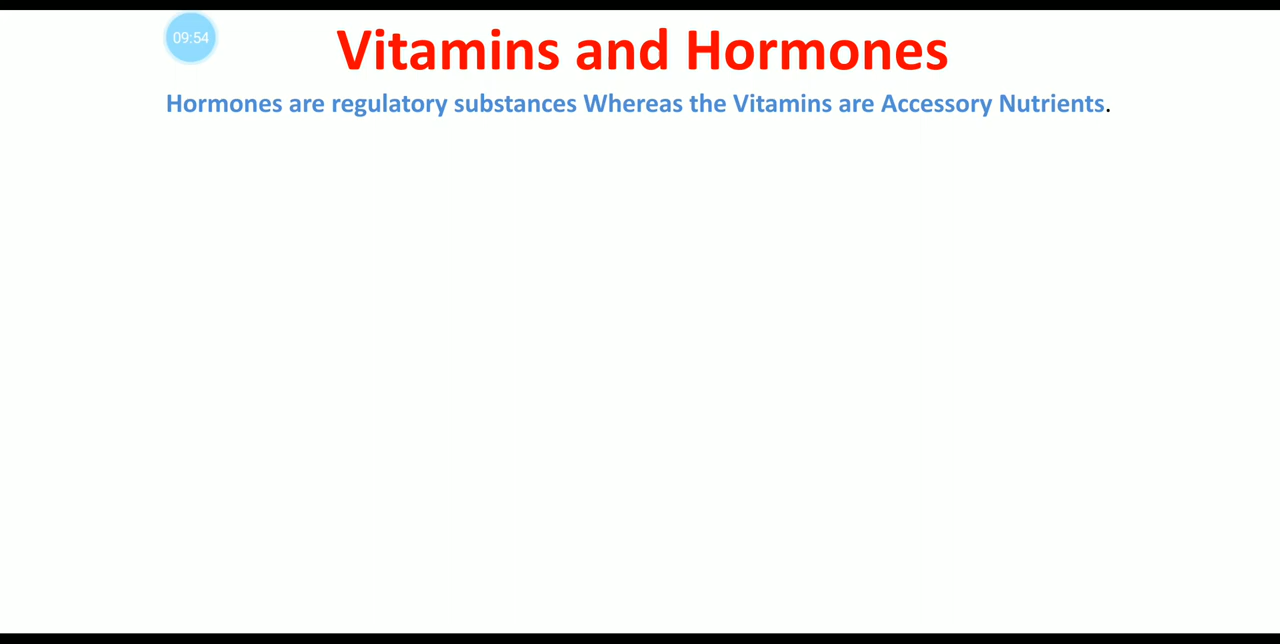 09:54
Vitamins and Hormones
Hormones are regulatory substances Whereas the Vitamins are Accessory Nutrients.